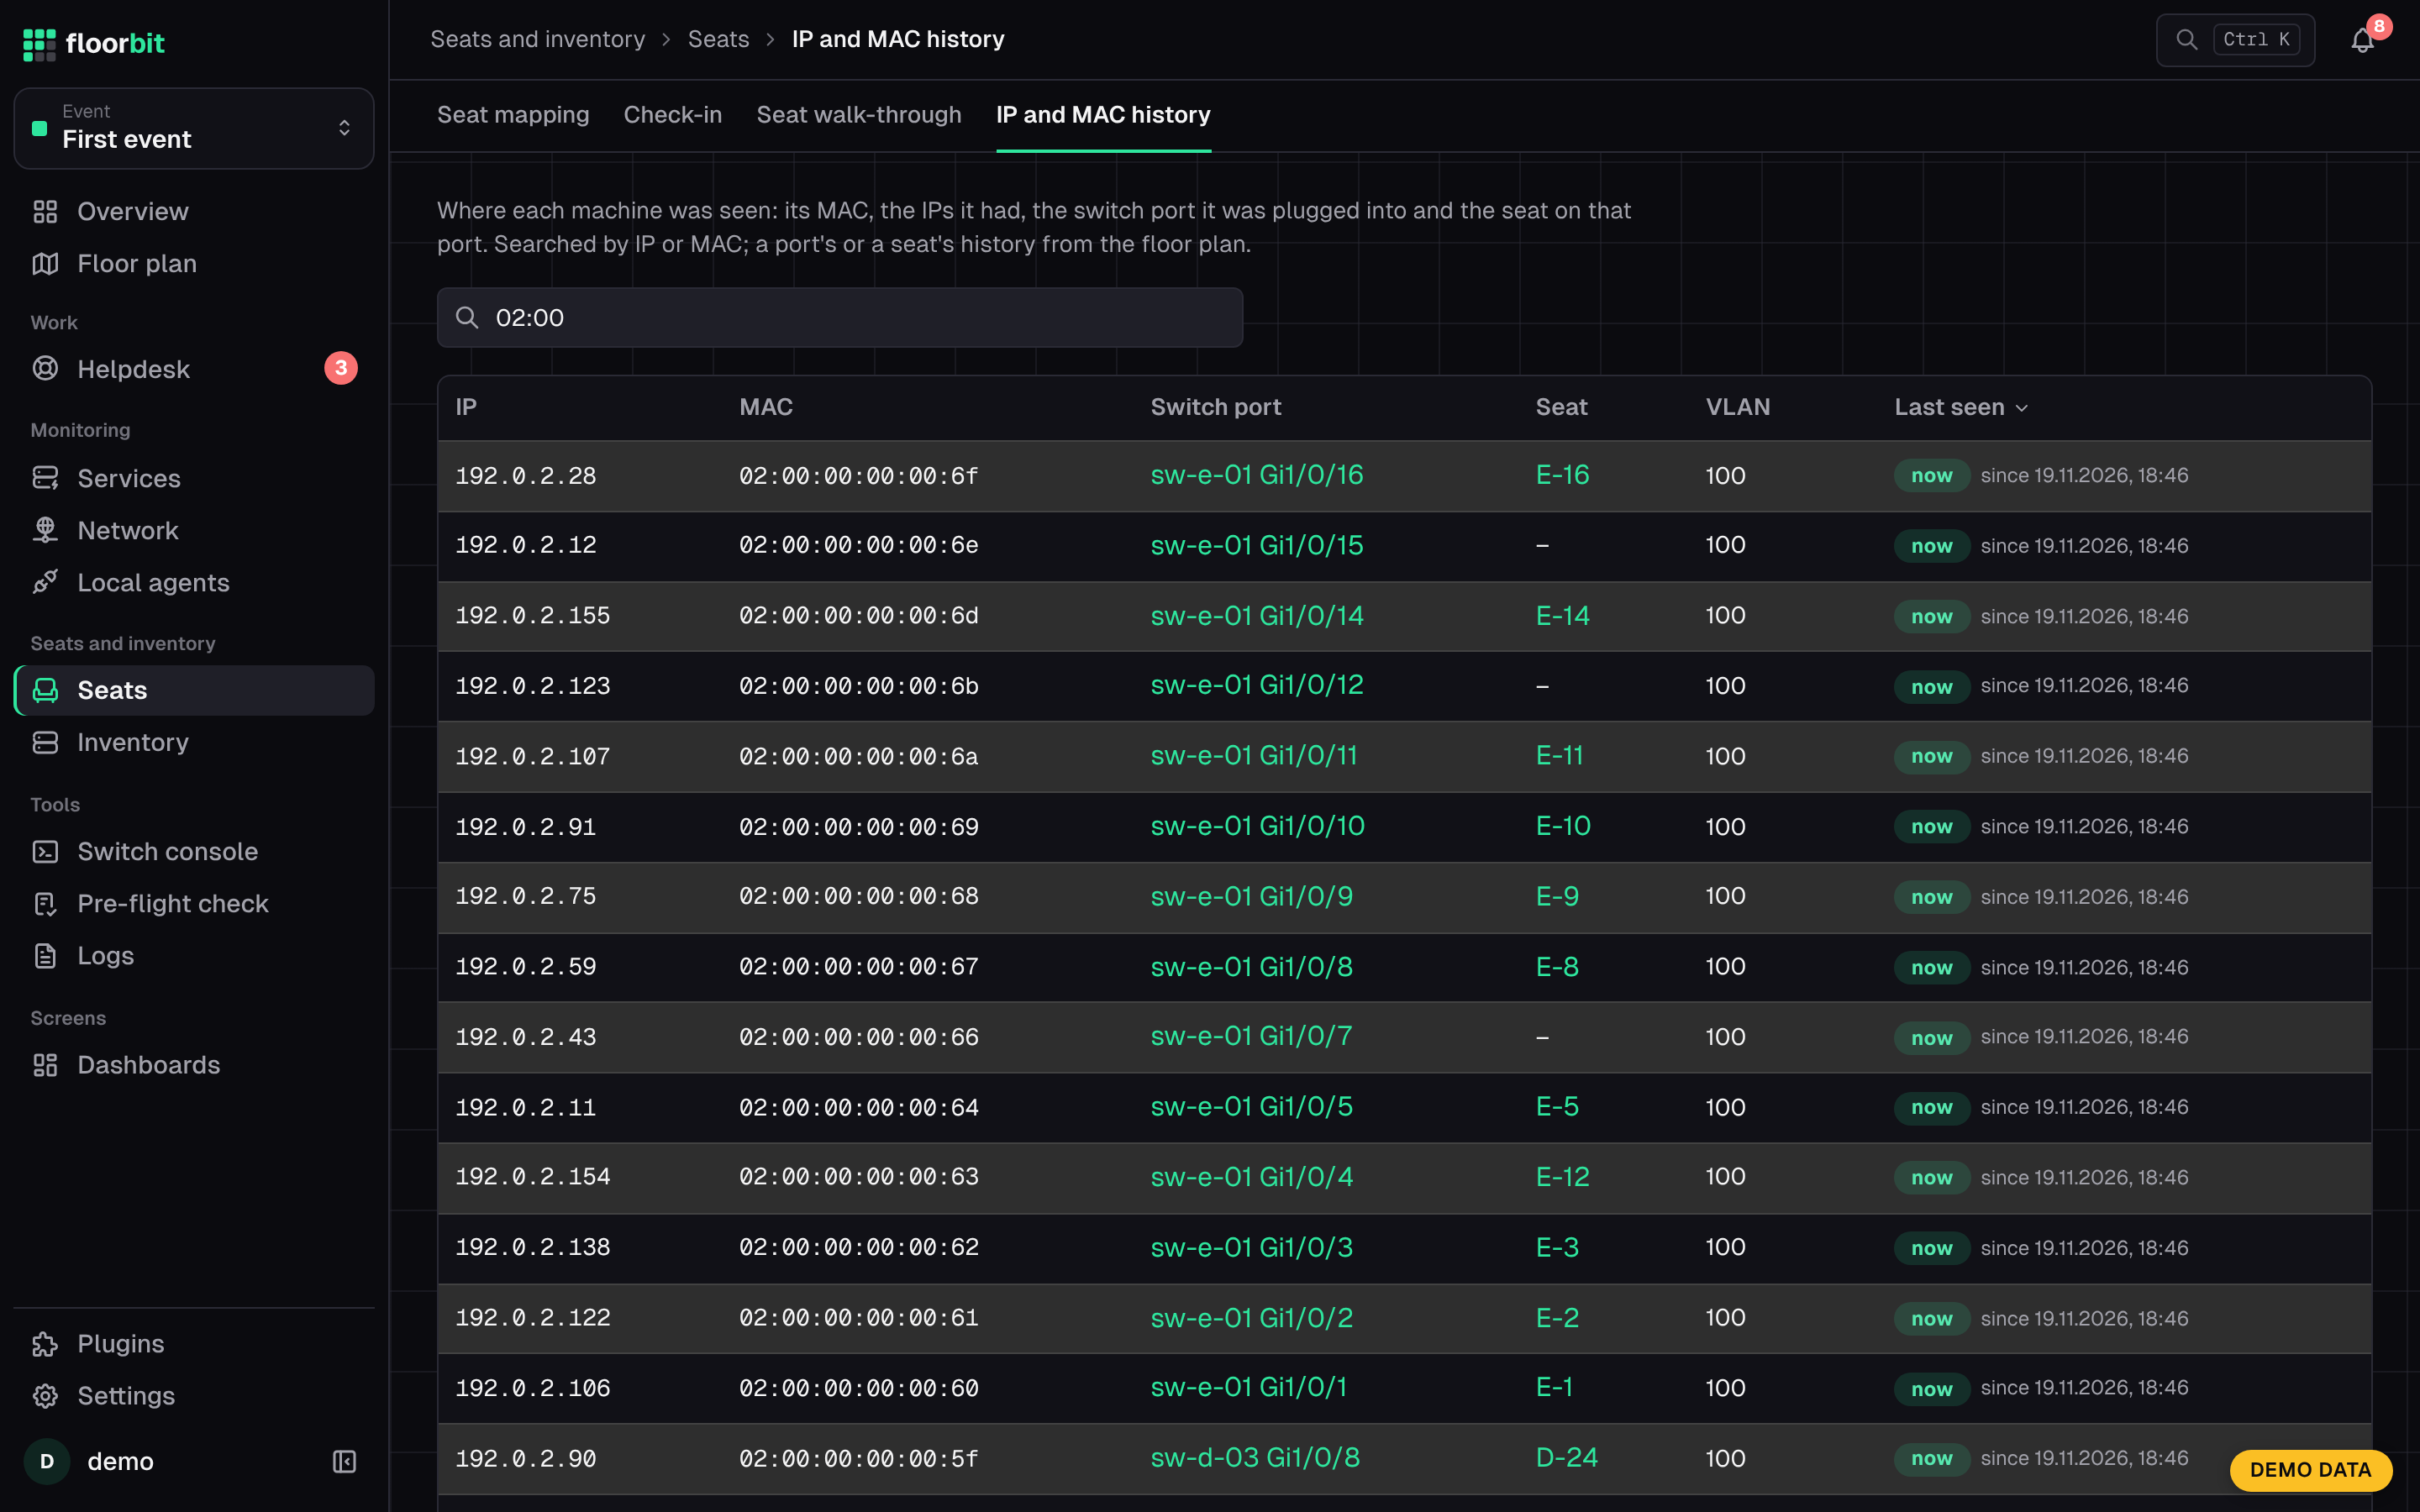 floorbit
Event
First event
Overview
Floor plan
Work
Helpdesk 3
Monitoring
Services
Network
Local agents
Seats and inventory
Seats
Inventory
Tools
Switch console
Pre-flight check
Logs
Screens
Dashboards
Plugins
Settings
D demo
Seats and inventory > Seats > IP and MAC history
Ctrl K
8
Seat mapping Check-in Seat walk-through IP and MAC history
Where each machine was seen: its MAC, the IPs it had, the switch port it was plugged into and the seat on that
port. Searched by IP or MAC; a port's or a seat's history from the floor plan.
02:00
IP MAC Switch port Seat VLAN Last seen
192.0.2.28 02:00:00:00:00:6f sw-e-01 Gi1/0/16 E-16 100 now since 19.11.2026, 18:46
192.0.2.12 02:00:00:00:00:6e sw-e-01 Gi1/0/15 – 100 now since 19.11.2026, 18:46
192.0.2.155 02:00:00:00:00:6d sw-e-01 Gi1/0/14 E-14 100 now since 19.11.2026, 18:46
192.0.2.123 02:00:00:00:00:6b sw-e-01 Gi1/0/12 – 100 now since 19.11.2026, 18:46
192.0.2.107 02:00:00:00:00:6a sw-e-01 Gi1/0/11 E-11 100 now since 19.11.2026, 18:46
192.0.2.91 02:00:00:00:00:69 sw-e-01 Gi1/0/10 E-10 100 now since 19.11.2026, 18:46
192.0.2.75 02:00:00:00:00:68 sw-e-01 Gi1/0/9 E-9 100 now since 19.11.2026, 18:46
192.0.2.59 02:00:00:00:00:67 sw-e-01 Gi1/0/8 E-8 100 now since 19.11.2026, 18:46
192.0.2.43 02:00:00:00:00:66 sw-e-01 Gi1/0/7 – 100 now since 19.11.2026, 18:46
192.0.2.11 02:00:00:00:00:64 sw-e-01 Gi1/0/5 E-5 100 now since 19.11.2026, 18:46
192.0.2.154 02:00:00:00:00:63 sw-e-01 Gi1/0/4 E-12 100 now since 19.11.2026, 18:46
192.0.2.138 02:00:00:00:00:62 sw-e-01 Gi1/0/3 E-3 100 now since 19.11.2026, 18:46
192.0.2.122 02:00:00:00:00:61 sw-e-01 Gi1/0/2 E-2 100 now since 19.11.2026, 18:46
192.0.2.106 02:00:00:00:00:60 sw-e-01 Gi1/0/1 E-1 100 now since 19.11.2026, 18:46
192.0.2.90 02:00:00:00:00:5f sw-d-03 Gi1/0/8 D-24 100 now since 19.11.2026, 18:46
DEMO DATA